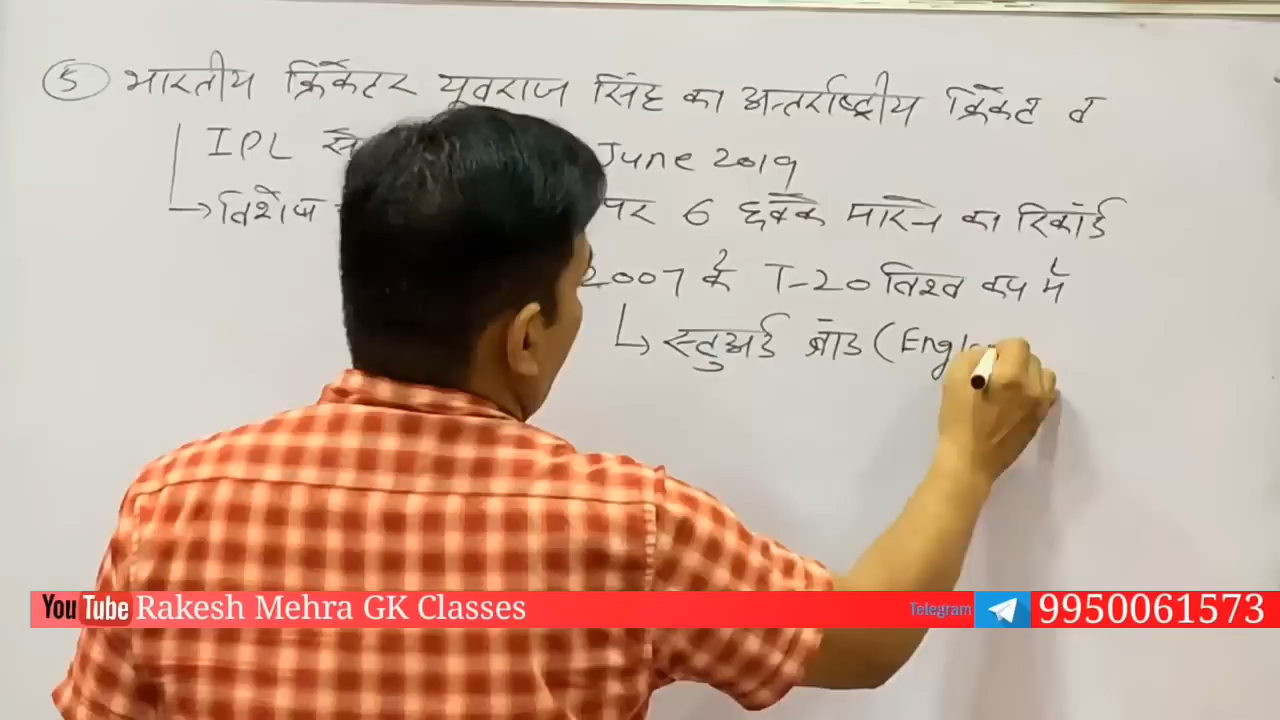 5 भारतीय क्रिकेटर यूवराज सिंह का अन्तर्राष्ट्रीय क्रिकेट व
IPL June 2019
→ विशेज पर 6 छक्के मारने का रिकॉर्ड
2007 के T-20 विश्व कप में
→ स्टुअर्ड ब्रॉड (Engl
YouTube Rakesh Mehra GK Classes
Telegram 9950061573